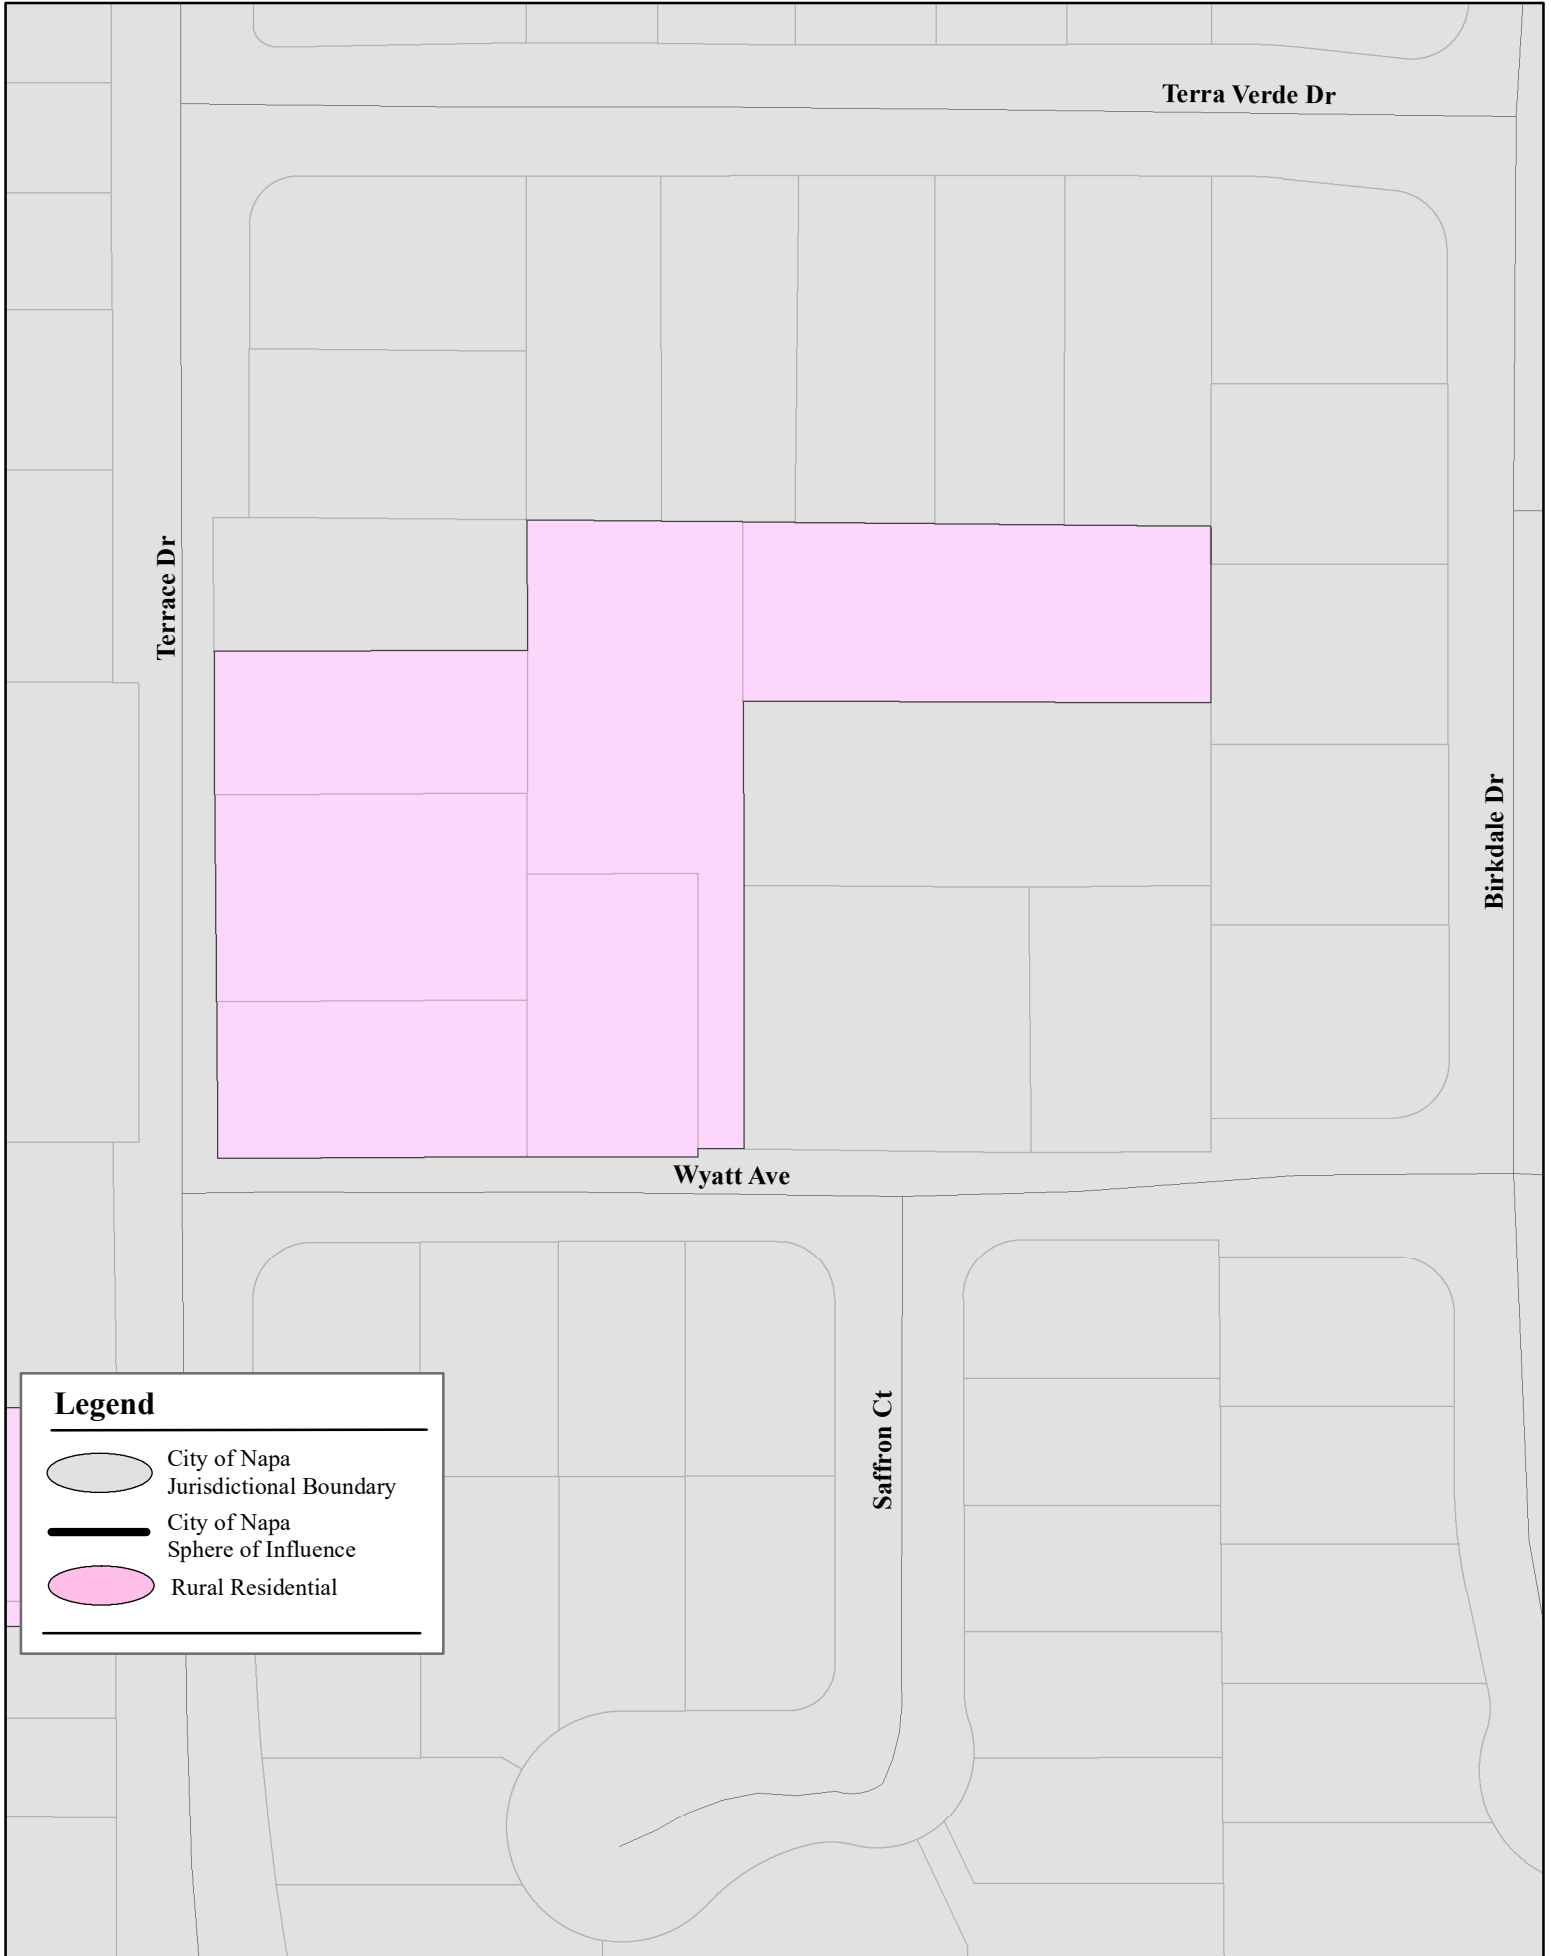 Terra Verde Dr
Terrace Dr
Birkdale Dr
Wyatt Ave
Saffron Ct
Legend
City of Napa
Jurisdictional Boundary
City of Napa
Sphere of Influence
Rural Residential